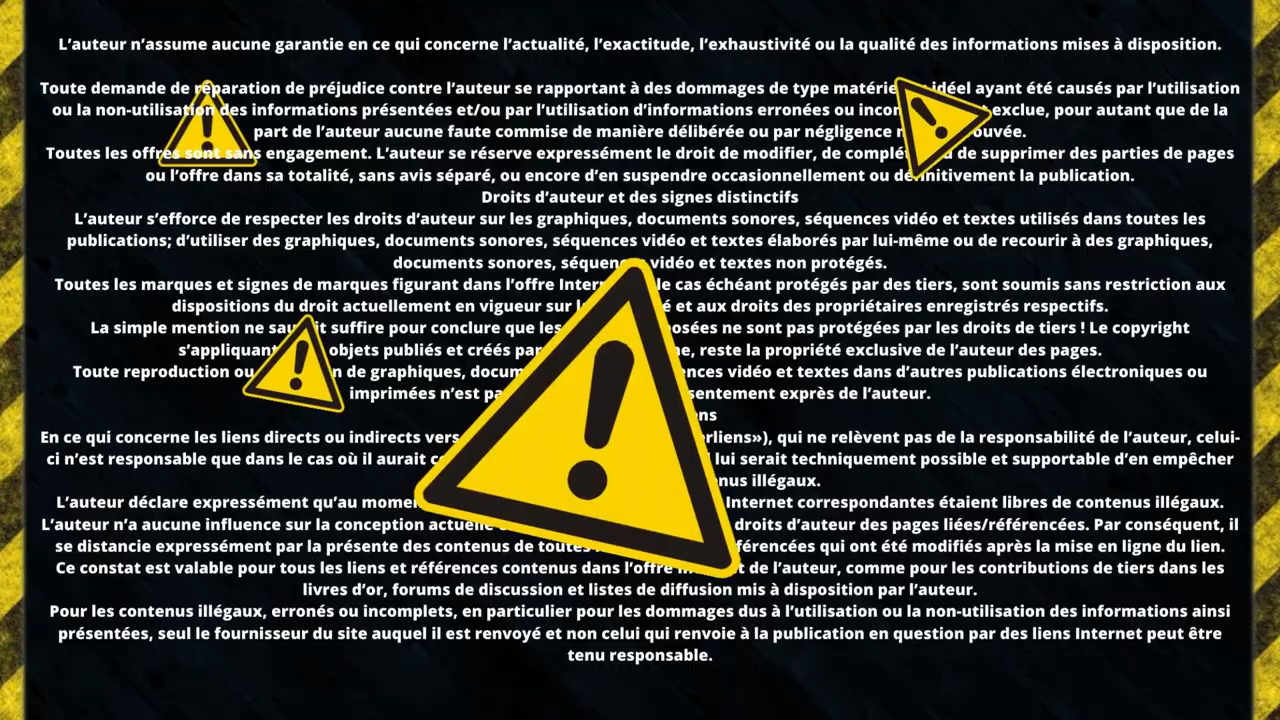 L’auteur n’assume aucune garantie en ce qui concerne l’actualité, l’exactitude, l’exhaustivité ou la qualité des informations mises à disposition.
Toute demande de réparation de préjudice contre l’auteur se rapportant à des dommages de type idéel ayant été causés par l’utilisation
ou la non-utilisation des informations présentées et/ou par l’utilisation d’informations erronées ou exclue, pour autant que de la
part de l’auteur aucune faute commise de manière délibérée ou par négligence
Toutes les offres sont sans engagement. L’auteur se réserve expressément le droit de modifier, de de supprimer des parties de pages
ou l’offre dans sa totalité, sans avis séparé, ou encore d’en suspendre occasionnellement ou définitivement la publication.
Droits d’auteur et des signes distinctifs
L’auteur s’efforce de respecter les droits d’auteur sur les graphiques, documents sonores, séquences vidéo et textes utilisés dans toutes les
publications; d’utiliser des graphiques, documents sonores, séquences vidéo et textes élaborés par lui-même ou de recourir à des graphiques,
documents sonores, séquences vidéo et textes non protégés.
Toutes les marques et signes de marques figurant dans l’offre le cas échéant protégés par des tiers, sont soumis sans restriction aux
dispositions du droit actuellement en vigueur sur et aux droits des propriétaires enregistrés respectifs.
La simple mention ne suffire pour conclure que les ne sont pas protégées par les droits de tiers ! Le copyright
objets publiés et créés par reste la propriété exclusive de l’auteur des pages.
Toute reproduction ou de graphiques, vidéo et textes dans d’autres publications électroniques ou
imprimées n’est exprès de l’auteur.
En ce qui concerne les liens directs ou indirects vers qui ne relèvent pas de la responsabilité de l’auteur, celui-
ci n’est responsable que dans le cas où il aurait lui serait techniquement possible et supportable d’en empêcher
illégaux.
L’auteur déclare expressément qu’au Internet correspondantes étaient libres de contenus illégaux.
L’auteur n’a aucune influence sur la conception actuelle droits d’auteur des pages liées/référencées. Par conséquent, il
se distancie expressément par la présente des contenus de toutes qui ont été modifiés après la mise en ligne du lien.
Ce constat est valable pour tous les liens et références contenus dans l’offre de l’auteur, comme pour les contributions de tiers dans les
livres d’or, forums de discussion et listes de diffusion mis à disposition par l’auteur.
Pour les contenus illégaux, erronés ou incomplets, en particulier pour les dommages dus à l’utilisation ou la non-utilisation des informations ainsi
présentées, seul le fournisseur du site auquel il est renvoyé et non celui qui renvoie à la publication en question par des liens Internet peut être
tenu responsable.